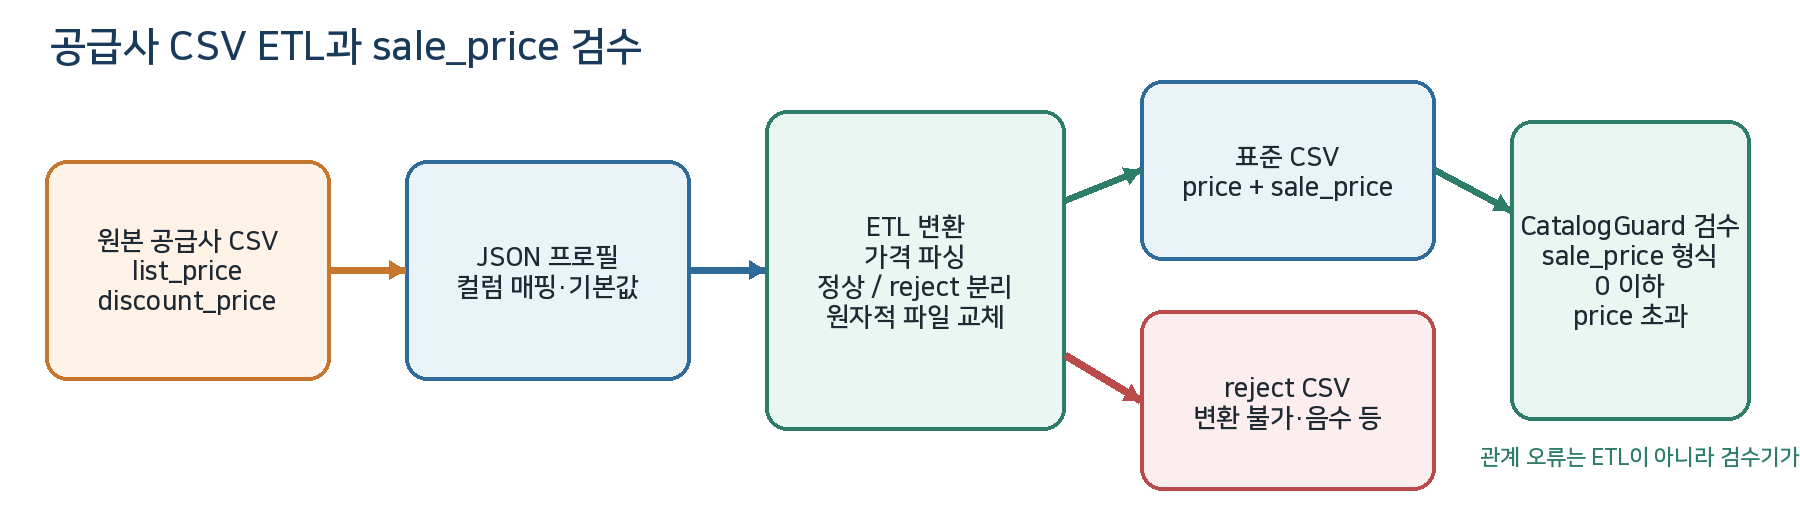 공급사 CSV ETL과 sale_price 검수
원본 공급사 CSV
list_price
discount_price
JSON 프로필
컬럼 매핑·기본값
ETL 변환
가격 파싱
정상 / reject 분리
원자적 파일 교체
표준 CSV
price + sale_price
reject CSV
변환 불가·음수 등
CatalogGuard 검수
sale_price 형식
0 이하
price 초과
관계 오류는 ETL이 아니라 검수기가